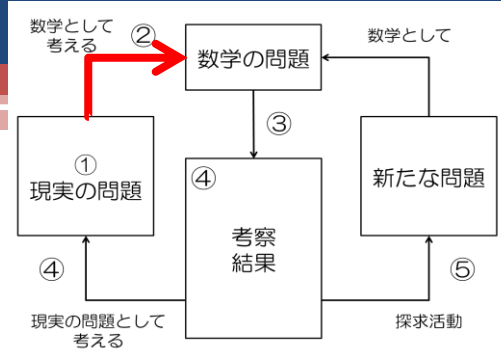 数学として
考える
②
数学の問題
数学として
③
①
現実の問題
④
考察
結果
新たな問題
④
⑤
現実の問題として
考える
探求活動